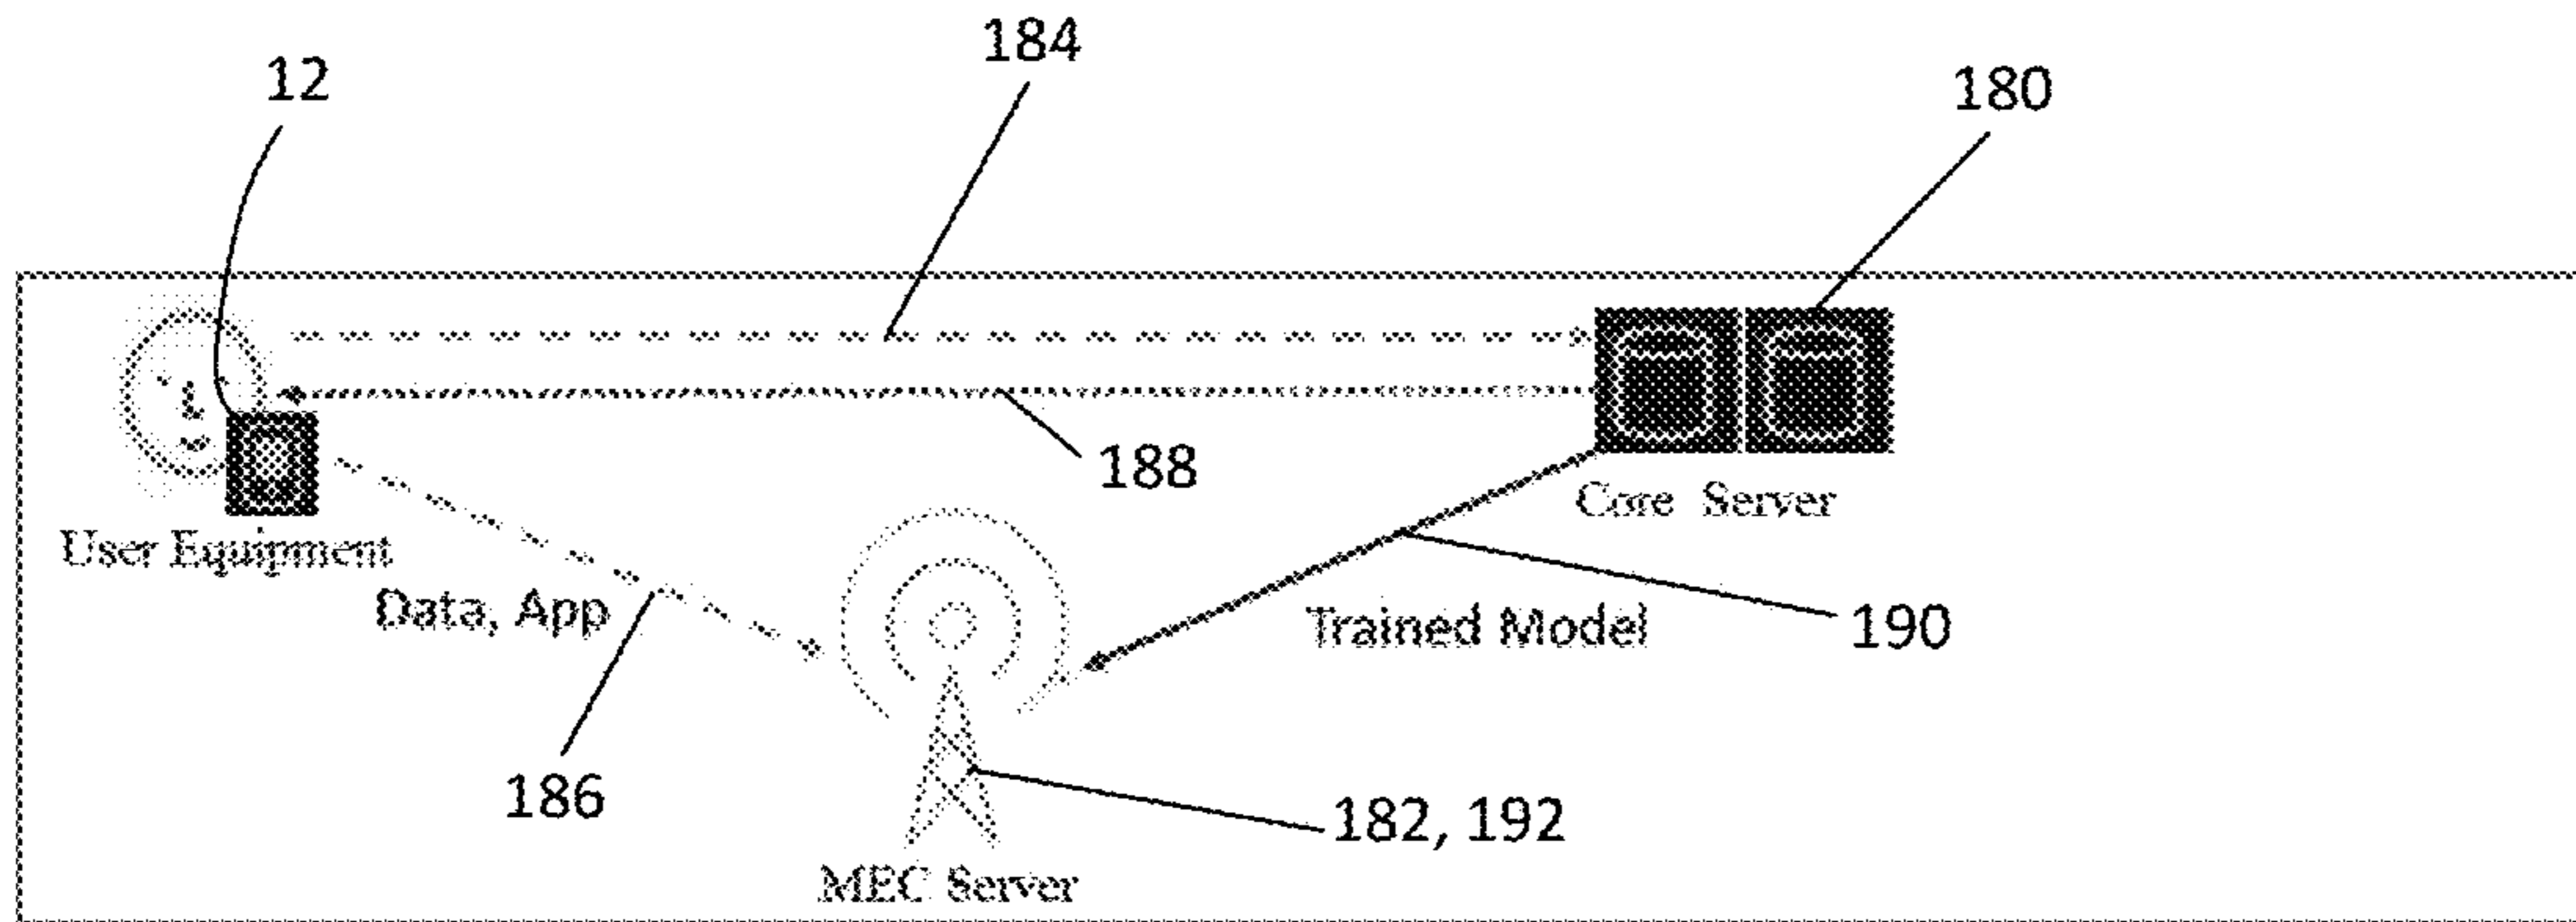 184
12
180
188
Core Server
User Equipment
Data, App
Trained Model
190
186
182, 192
MEC Server